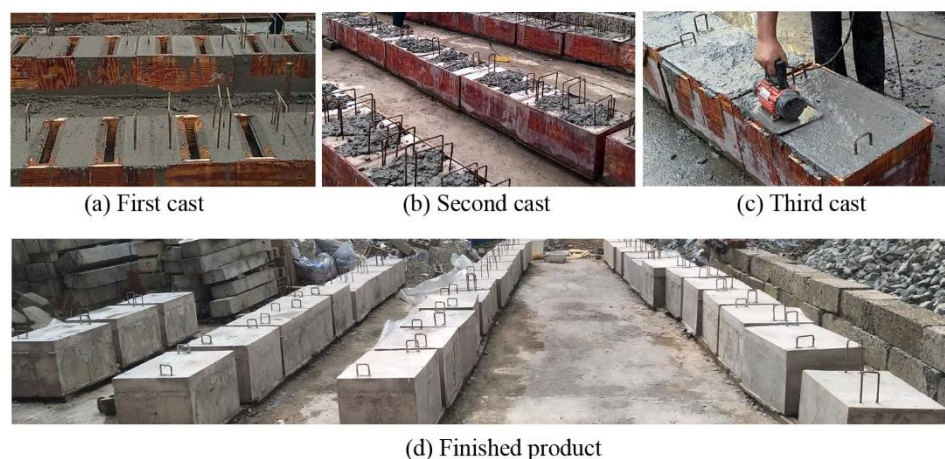 (a) First cast
(b) Second cast
(c) Third cast
(d) Finished product